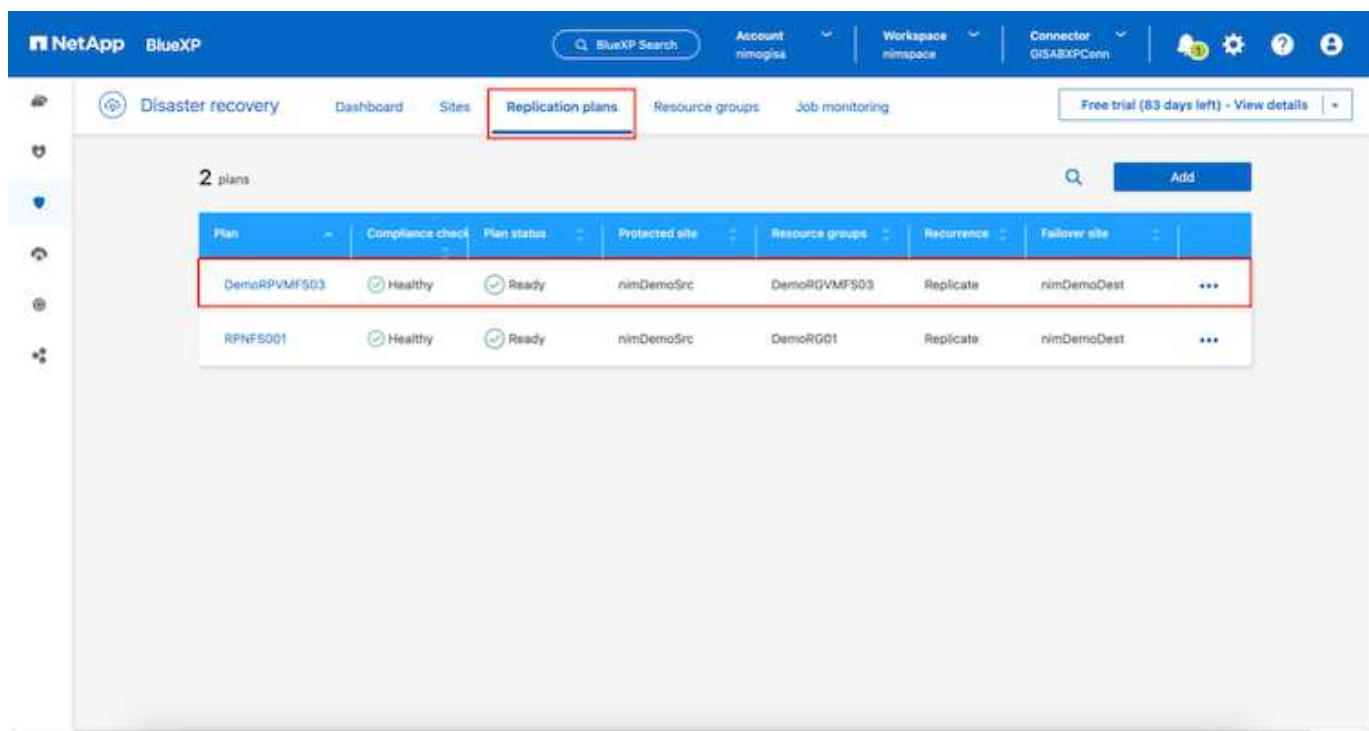 NetApp BlueXP
BlueXP Search
Account
nimogisa
Workspace
nimspace
Connector
GISABXPConn
Disaster recovery
Dashboard
Sites
Replication plans
Resource groups
Job monitoring
Free trial (83 days left) - View details
2 plans
Add
Plan Compliance check Plan status Protected site Resource groups Recurrence Failover site
DemoRPVMFS03 Healthy Ready nimDemoSrc DemoRGVMFS03 Replicate nimDemoDest
RPNFS001 Healthy Ready nimDemoSrc DemoRG01 Replicate nimDemoDest